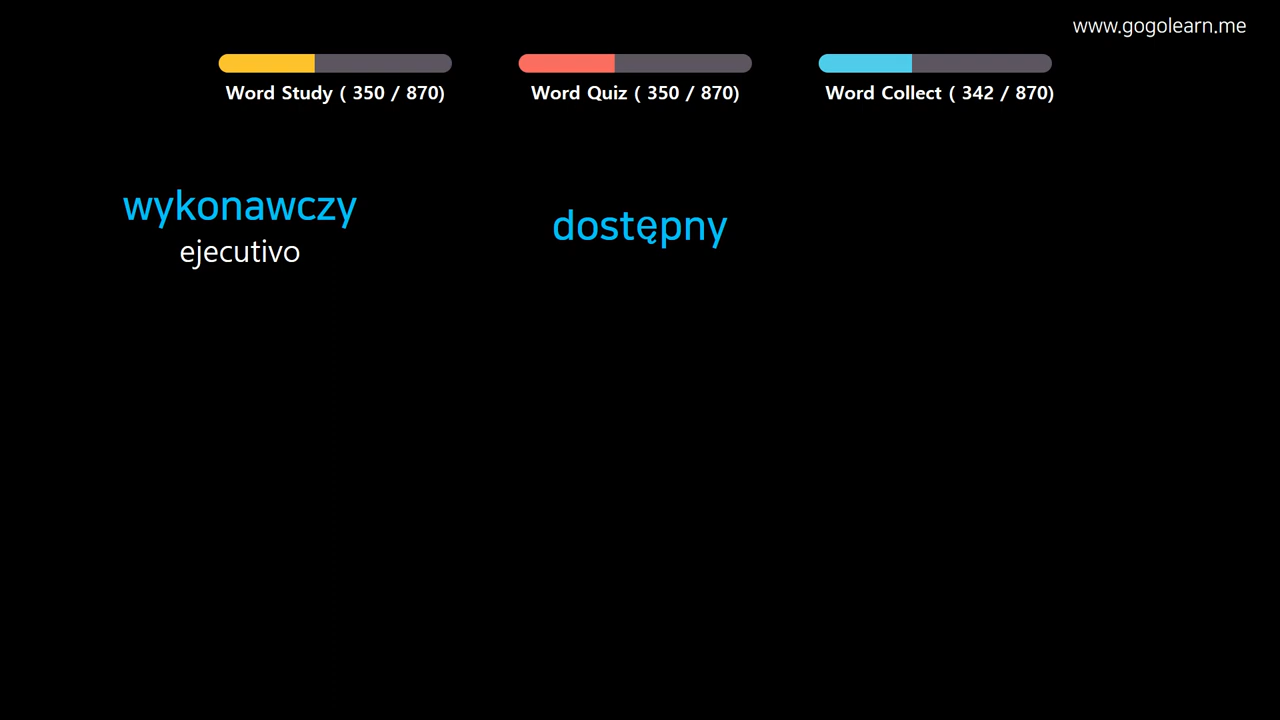 www.gogolearn.me
Word Study ( 350 / 870)
Word Quiz ( 350 / 870)
Word Collect ( 342 / 870)
wykonawczy
ejecutivo
dostępny